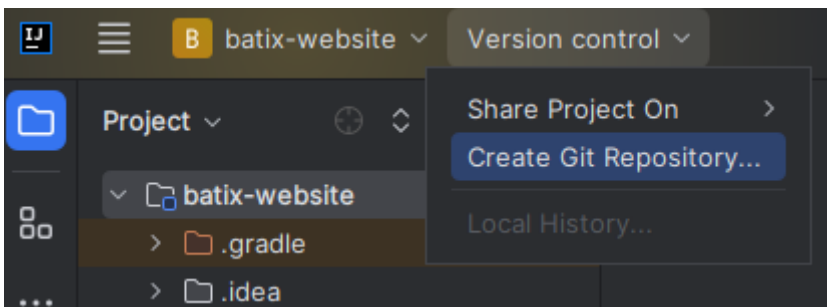 IJ
B batix-website Version control
Project
Share Project On
Create Git Repository...
batix-website
Local History...
.gradle
.idea